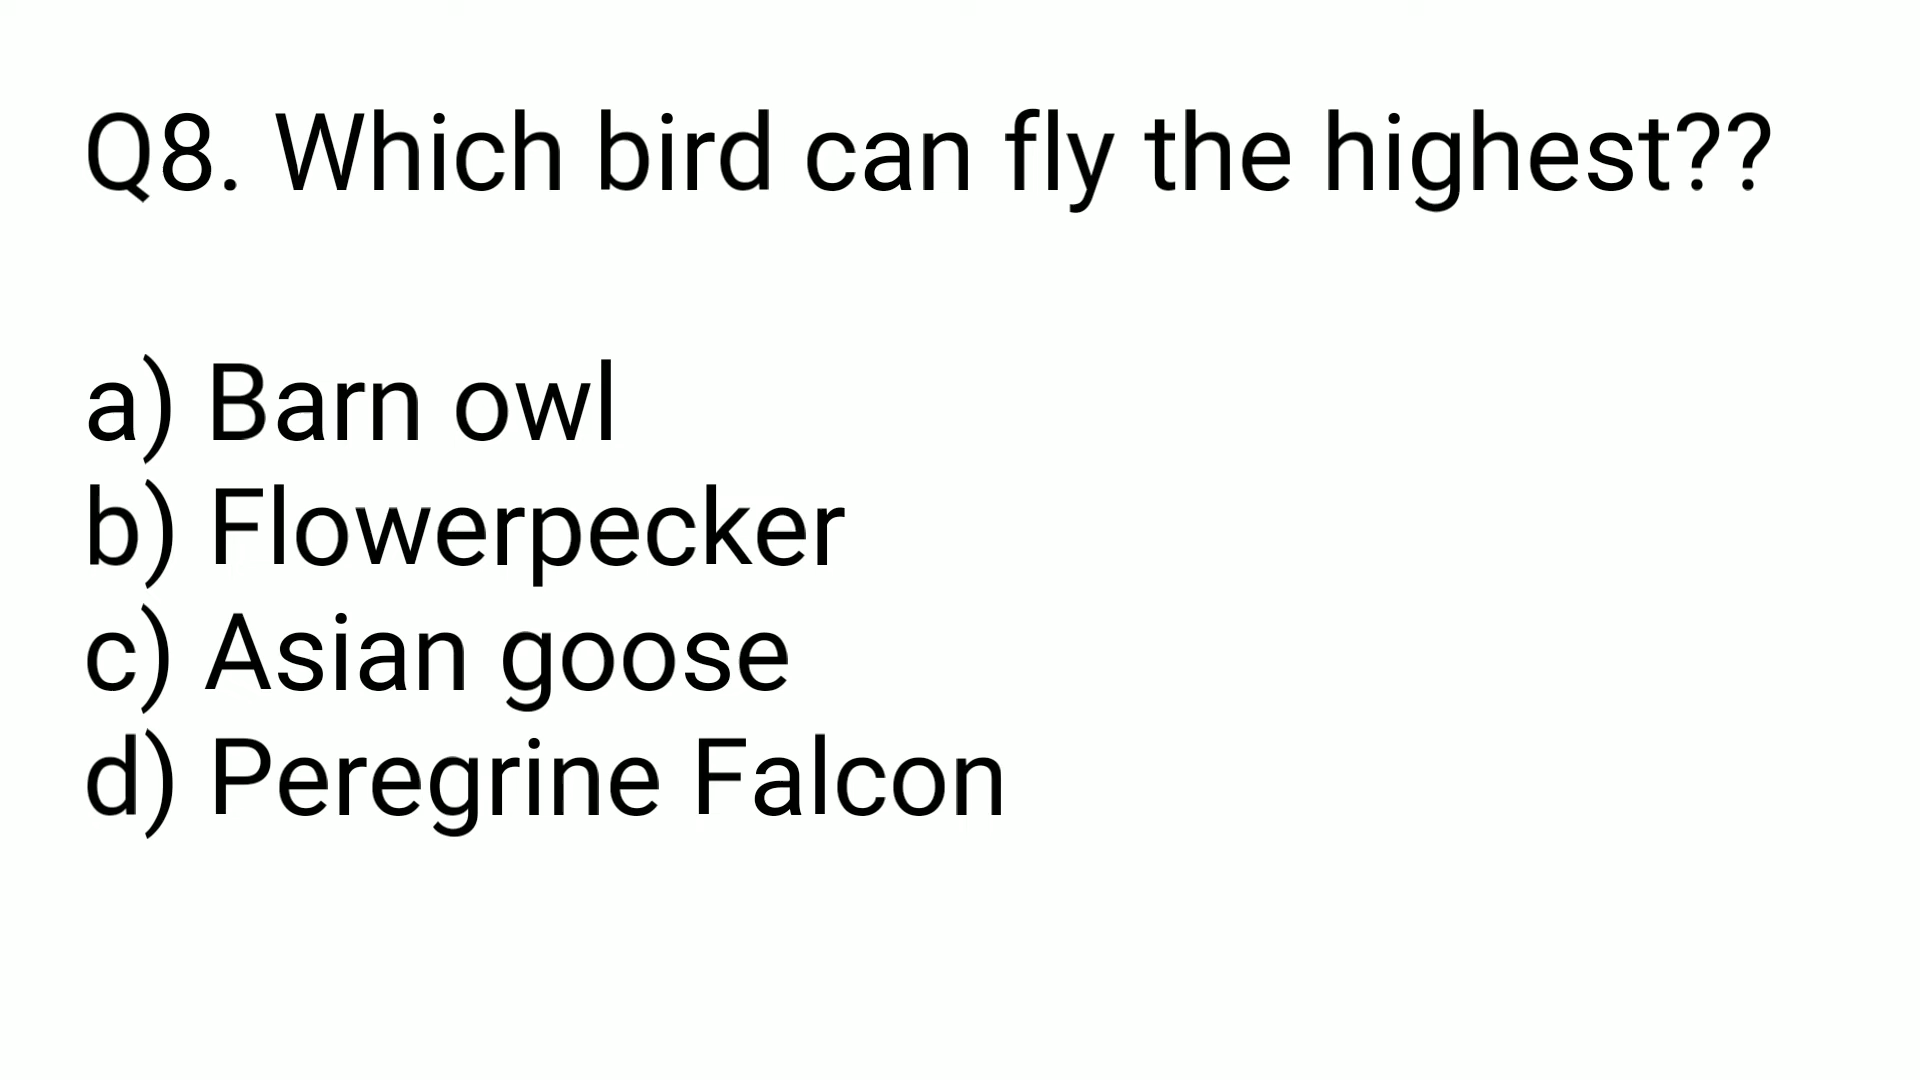 Q8. Which bird can fly the highest??
a) Barn owl
b) Flowerpecker
c) Asian goose
d) Peregrine Falcon